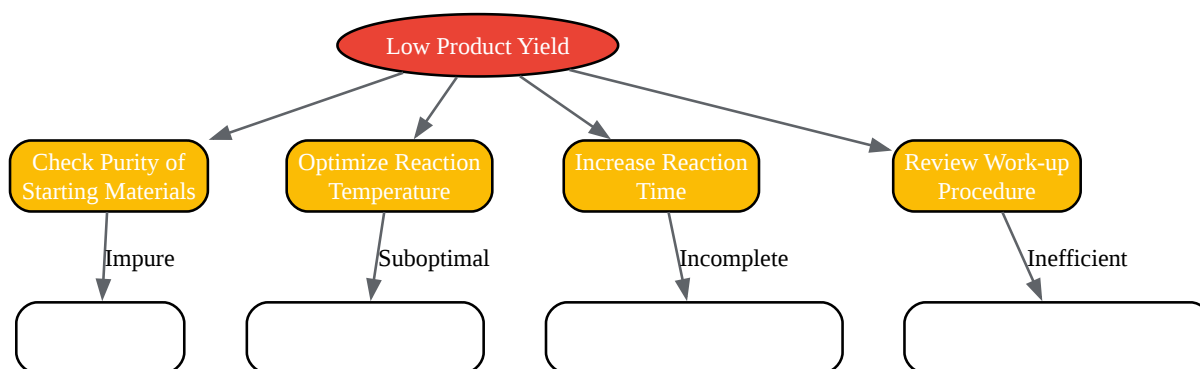 Low Product Yield
Check Purity of
Starting Materials
Optimize Reaction
Temperature
Increase Reaction
Time
Review Work-up
Procedure
Impure
Suboptimal
Incomplete
Inefficient